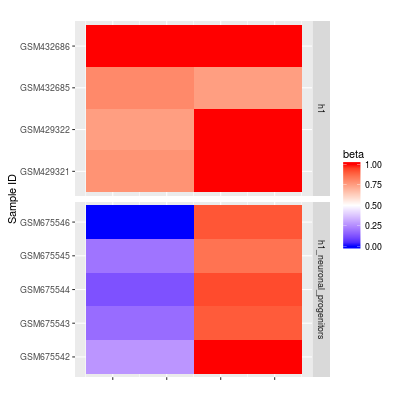 GSM432686
GSM432685
GSM429322
GSM429321
h1
GSM675546
GSM675545
GSM675544
GSM675543
GSM675542
h1_neuronal_progenitors
Sample ID
beta
1.00
0.75
0.50
0.25
0.00